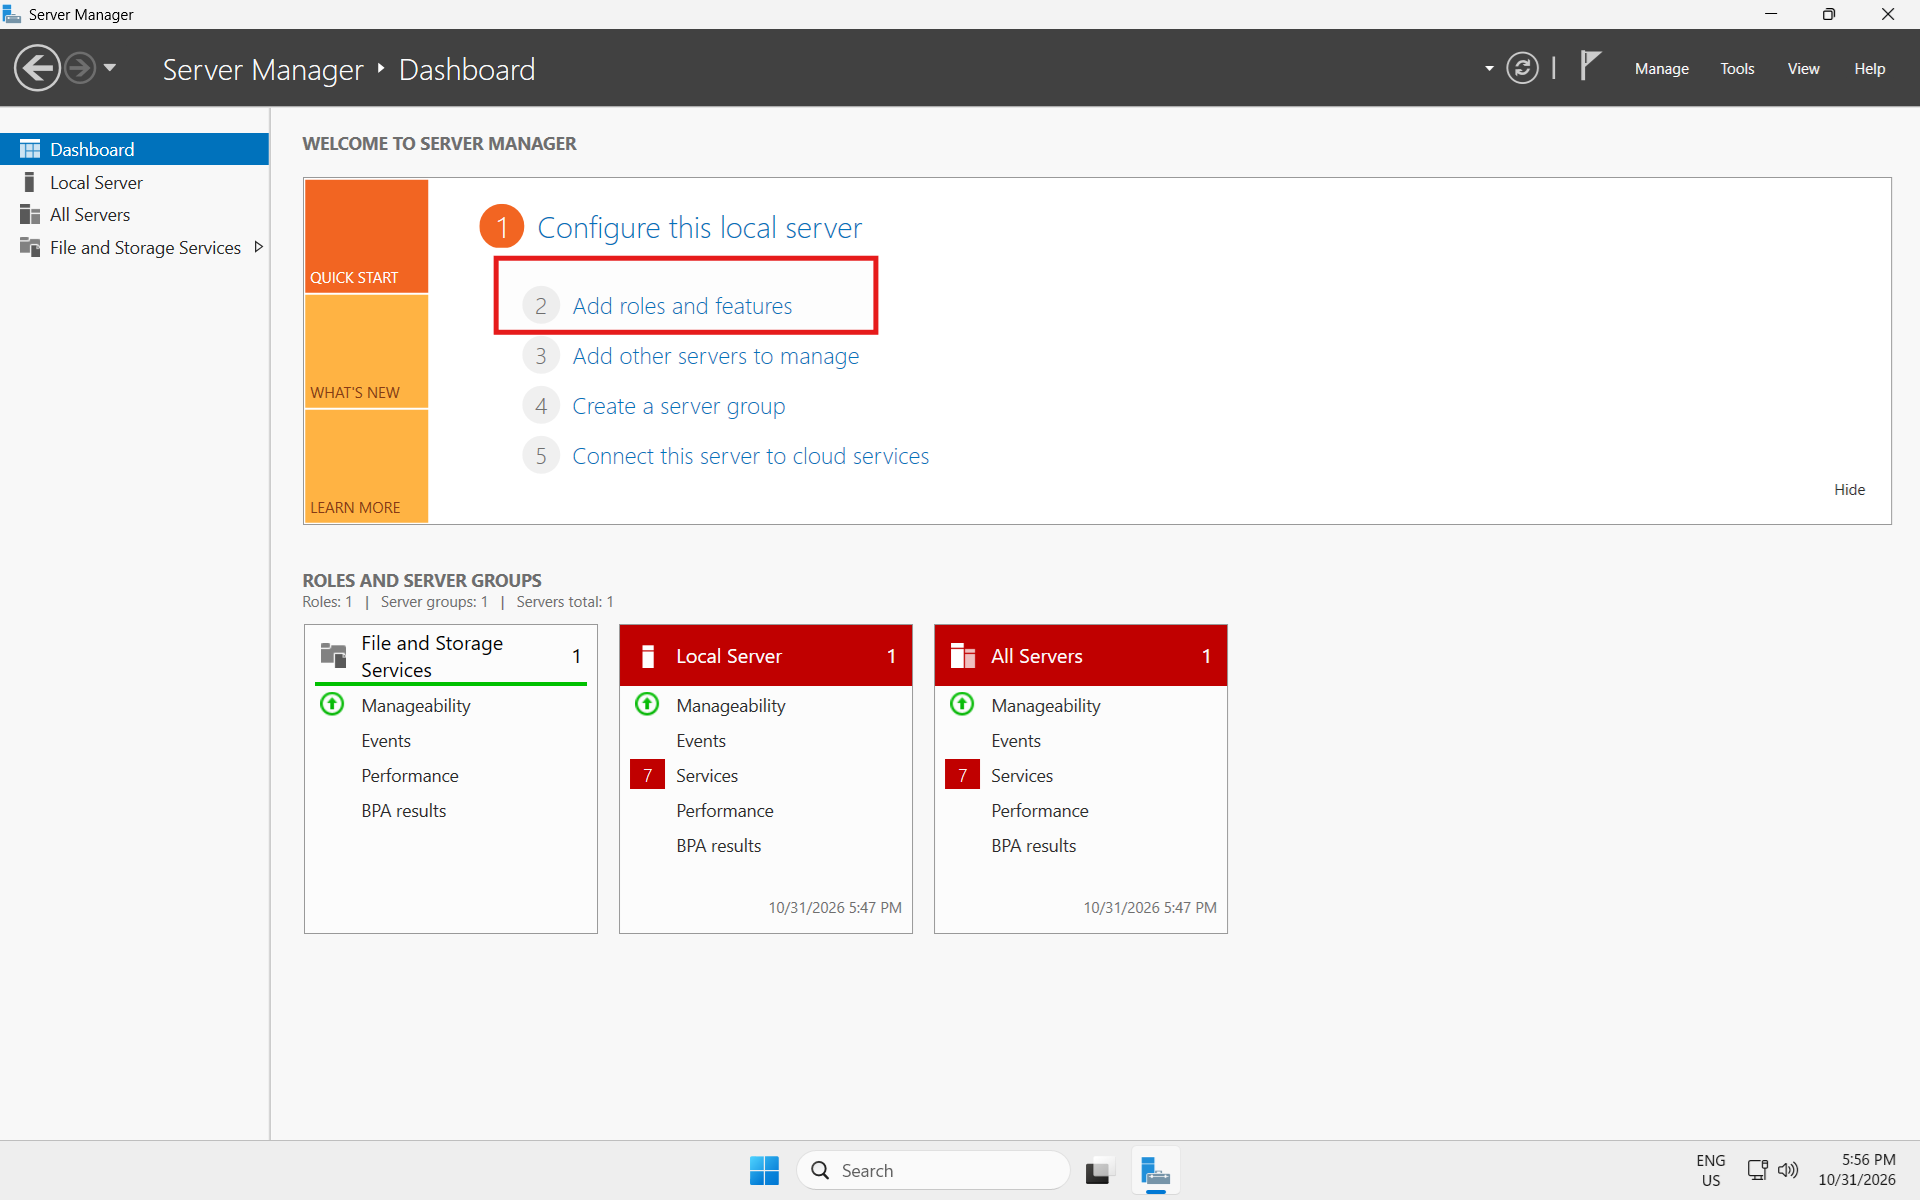 Server Manager
Server Manager ‣ Dashboard
Manage Tools View Help
Dashboard
Local Server
All Servers
File and Storage Services
WELCOME TO SERVER MANAGER
QUICK START
WHAT'S NEW
LEARN MORE
1 Configure this local server
2 Add roles and features
3 Add other servers to manage
4 Create a server group
5 Connect this server to cloud services
Hide
ROLES AND SERVER GROUPS
Roles: 1 | Server groups: 1 | Servers total: 1
File and Storage
Services 1
Manageability
Events
Performance
BPA results
Local Server 1
Manageability
Events
7 Services
Performance
BPA results
10/31/2026 5:47 PM
All Servers 1
Manageability
Events
7 Services
Performance
BPA results
10/31/2026 5:47 PM
Search
ENG
US
5:56 PM
10/31/2026